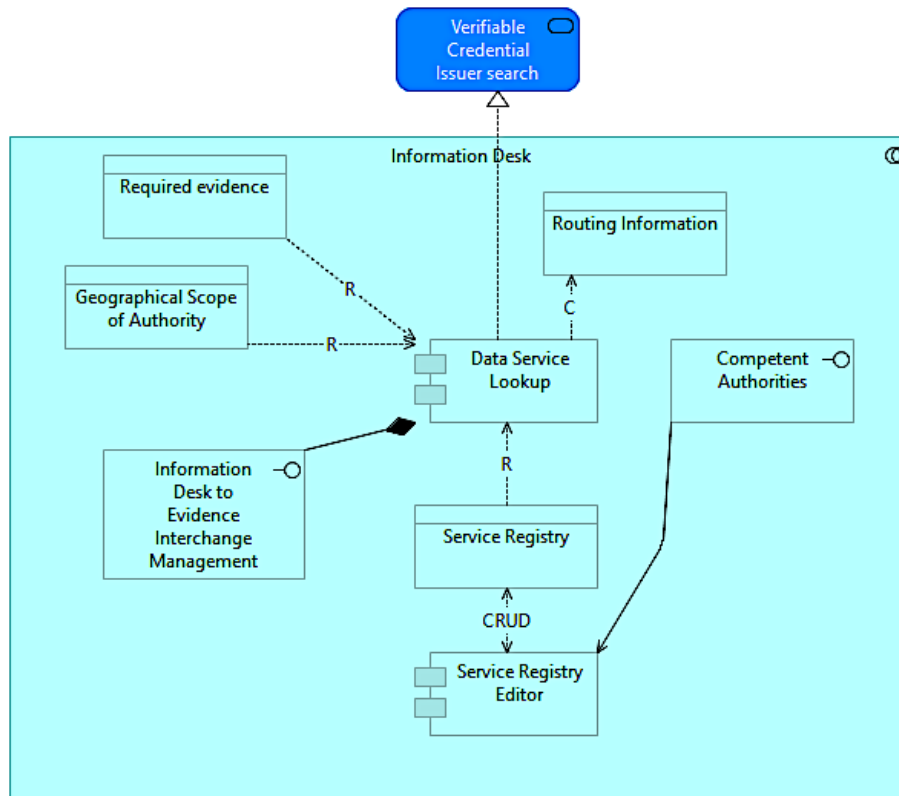 Verifiable
Credential
Issuer search
Information Desk
Required evidence
Routing Information
R
Geographical Scope
of Authority
C
R
Data Service
Lookup
Competent
Authorities
Information
Desk to
Evidence
Interchange
Management
R
Service Registry
CRUD
Service Registry
Editor